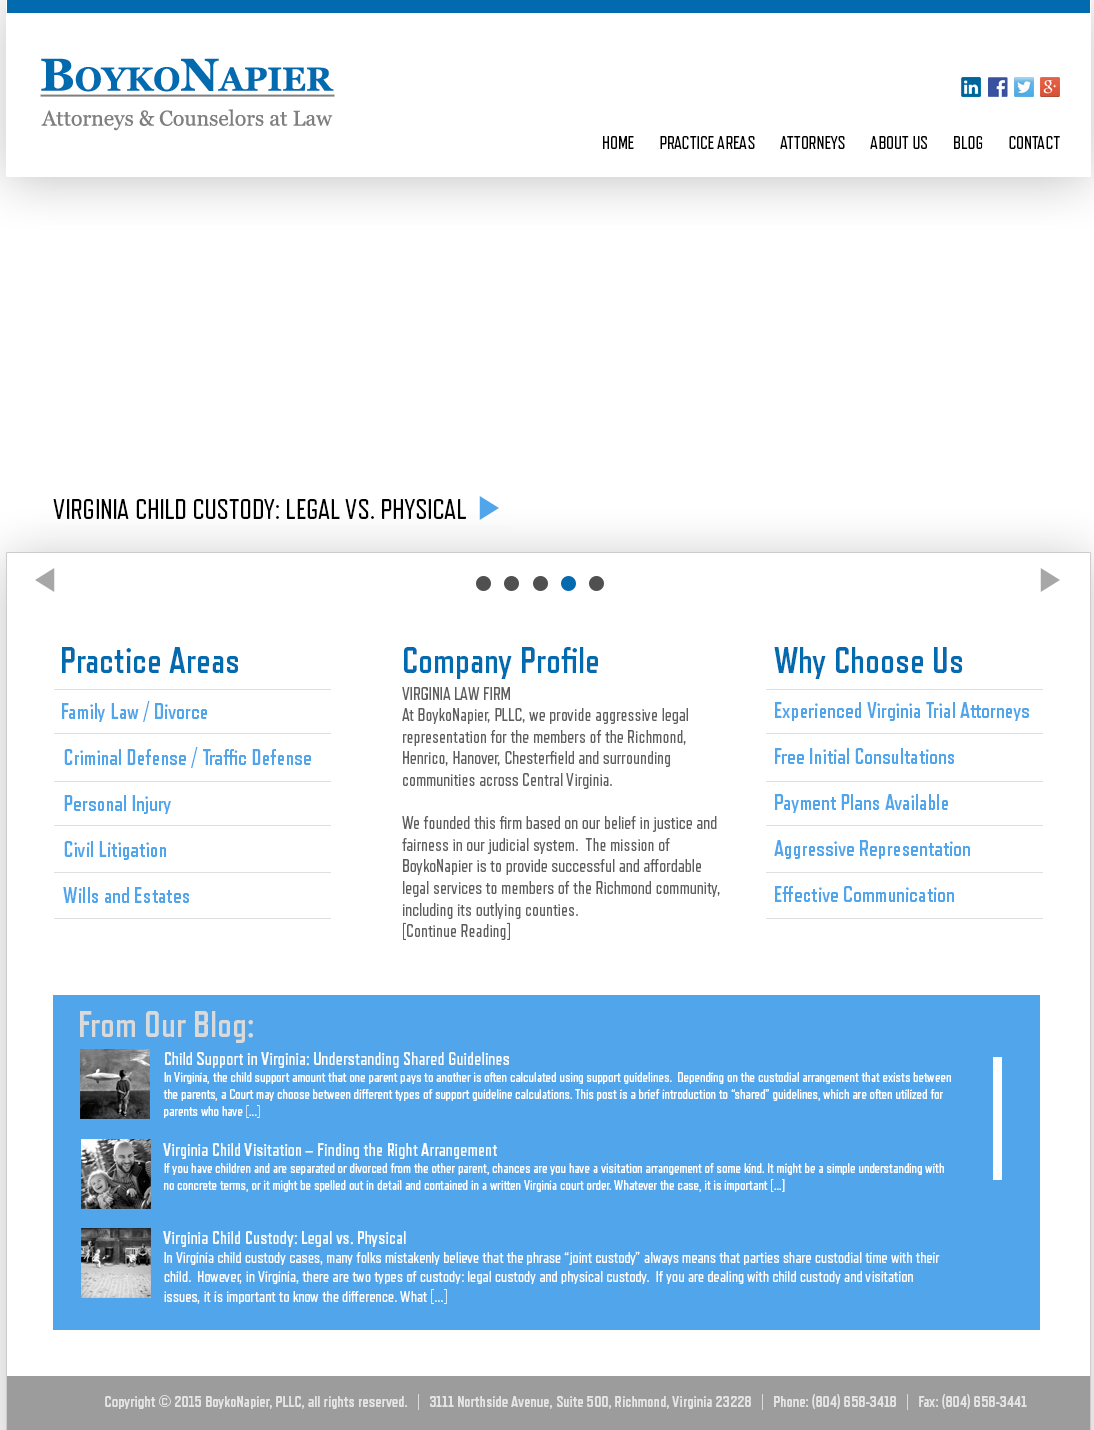 BOYKONAPIER
Attorneys & Counselors at Law
in f g+
HOME PRACTICE AREAS ATTORNEYS ABOUT US BLOG CONTACT
VIRGINIA CHILD CUSTODY: LEGAL VS. PHYSICAL
Practice Areas
Family Law / Divorce
Criminal Defense / Traffic Defense
Personal Injury
Civil Litigation
Wills and Estates
Company Profile
VIRGINIA LAW FIRM
At BoykoNapier, PLLC, we provide aggressive legal
representation for the members of the Richmond,
Henrico, Hanover, Chesterfield and surrounding
communities across Central Virginia.
We founded this firm based on our belief in justice and
fairness in our judicial system.  The mission of
BoykoNapier is to provide successful and affordable
legal services to members of the Richmond community,
including its outlying counties.
[Continue Reading]
Why Choose Us
Experienced Virginia Trial Attorneys
Free Initial Consultations
Payment Plans Available
Aggressive Representation
Effective Communication
From Our Blog:
Child Support in Virginia: Understanding Shared Guidelines
In Virginia, the child support amount that one parent pays to another is often calculated using support guidelines.  Depending on the custodial arrangement that exists between
the parents, a Court may choose between different types of support guideline calculations. This post is a brief introduction to “shared” guidelines, which are often utilized for
parents who have [...]
Virginia Child Visitation – Finding the Right Arrangement
If you have children and are separated or divorced from the other parent, chances are you have a visitation arrangement of some kind. It might be a simple understanding with
no concrete terms, or it might be spelled out in detail and contained in a written Virginia court order. Whatever the case, it is important [...]
Virginia Child Custody: Legal vs. Physical
In Virginia child custody cases, many folks mistakenly believe that the phrase “joint custody” always means that parties share custodial time with their
child.  However, in Virginia, there are two types of custody: legal custody and physical custody.  If you are dealing with child custody and visitation
issues, it is important to know the difference. What [...]
Copyright © 2015 BoykoNapier, PLLC, all rights reserved. | 3111 Northside Avenue, Suite 500, Richmond, Virginia 23228 | Phone: (804) 658-3418 | Fax: (804) 658-3441